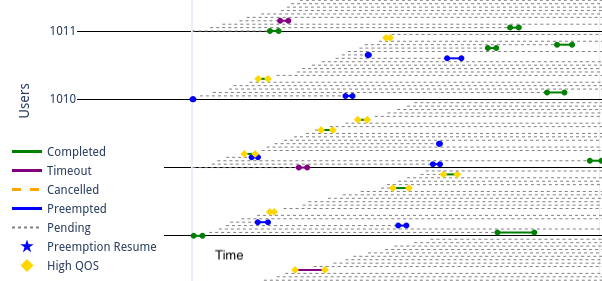 1011
Users
1010
Completed
Timeout
Cancelled
Preempted
Pending
Preemption Resume
High QOS
Time